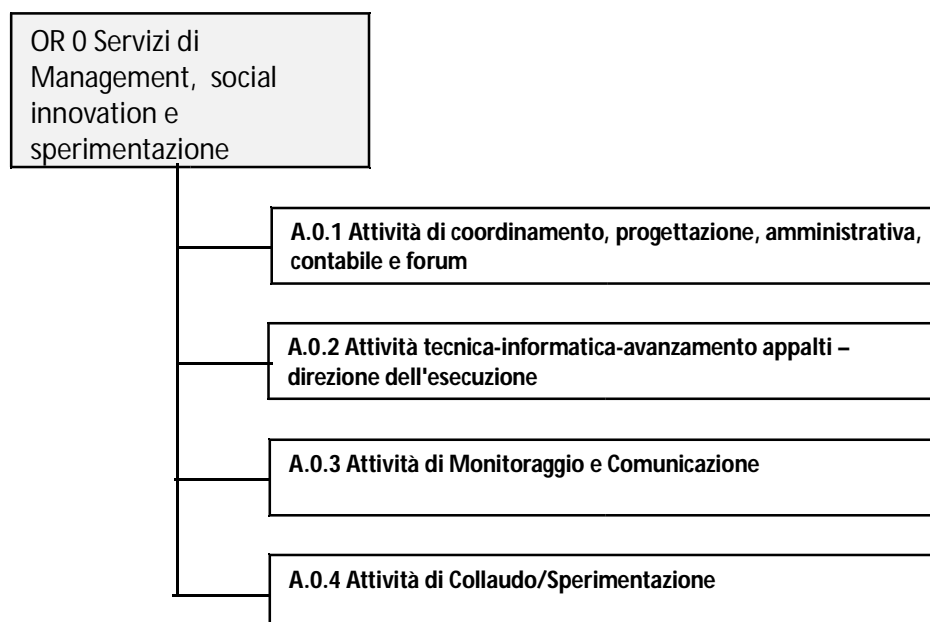 OR 0 Servizi di
Management, social
innovation e
sperimentazione
A.0.1 Attività di coordinamento, progettazione, amministrativa,
contabile e forum
A.0.2 Attività tecnica-informatica-avanzamento appalti –
direzione dell'esecuzione
A.0.3 Attività di Monitoraggio e Comunicazione
A.0.4 Attività di Collaudo/Sperimentazione